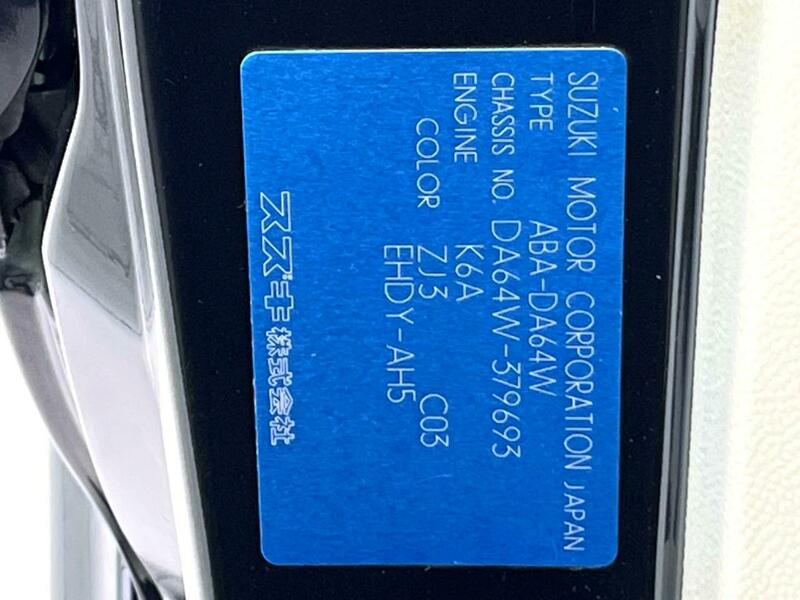 SUZUKI MOTOR CORPORATION JAPAN
TYPE ABA-DA64W
CHASSIS NO. DA64W-379693
ENGINE K6A
COLOR ZJ3 C03
EHDY-AH5
スズキ株式会社